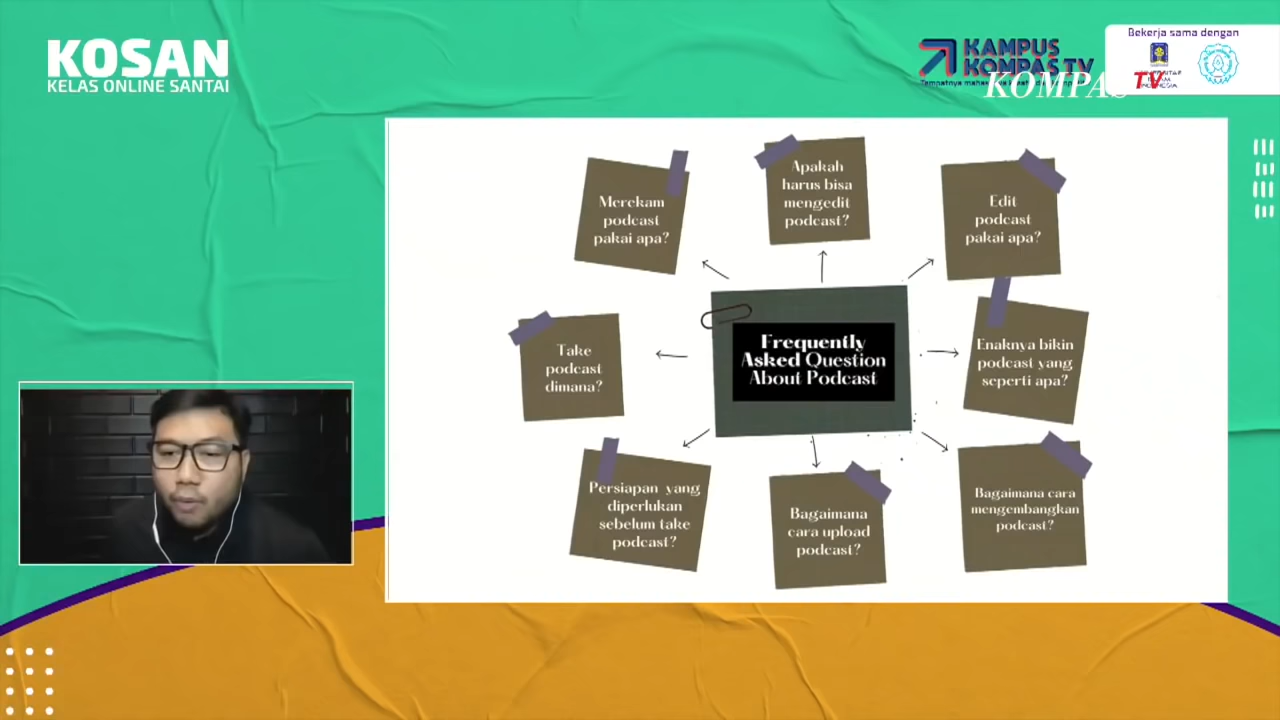 KOSAN
KELAS ONLINE SANTAI
KAMPUS
KOMPAS TV
KOMPAS TV
Bekerja sama dengan
Merekam
podcast
pakai apa?
Apakah
harus bisa
mengedit
podcast?
Edit
podcast
pakai apa?
Take
podcast
dimana?
Frequently
Asked Question
About Podcast
Enaknya bikin
podcast yang
seperti apa?
Persiapan yang
diperlukan
sebelum take
podcast?
Bagaimana
cara upload
podcast?
Bagaimana cara
mengembangkan
podcast?